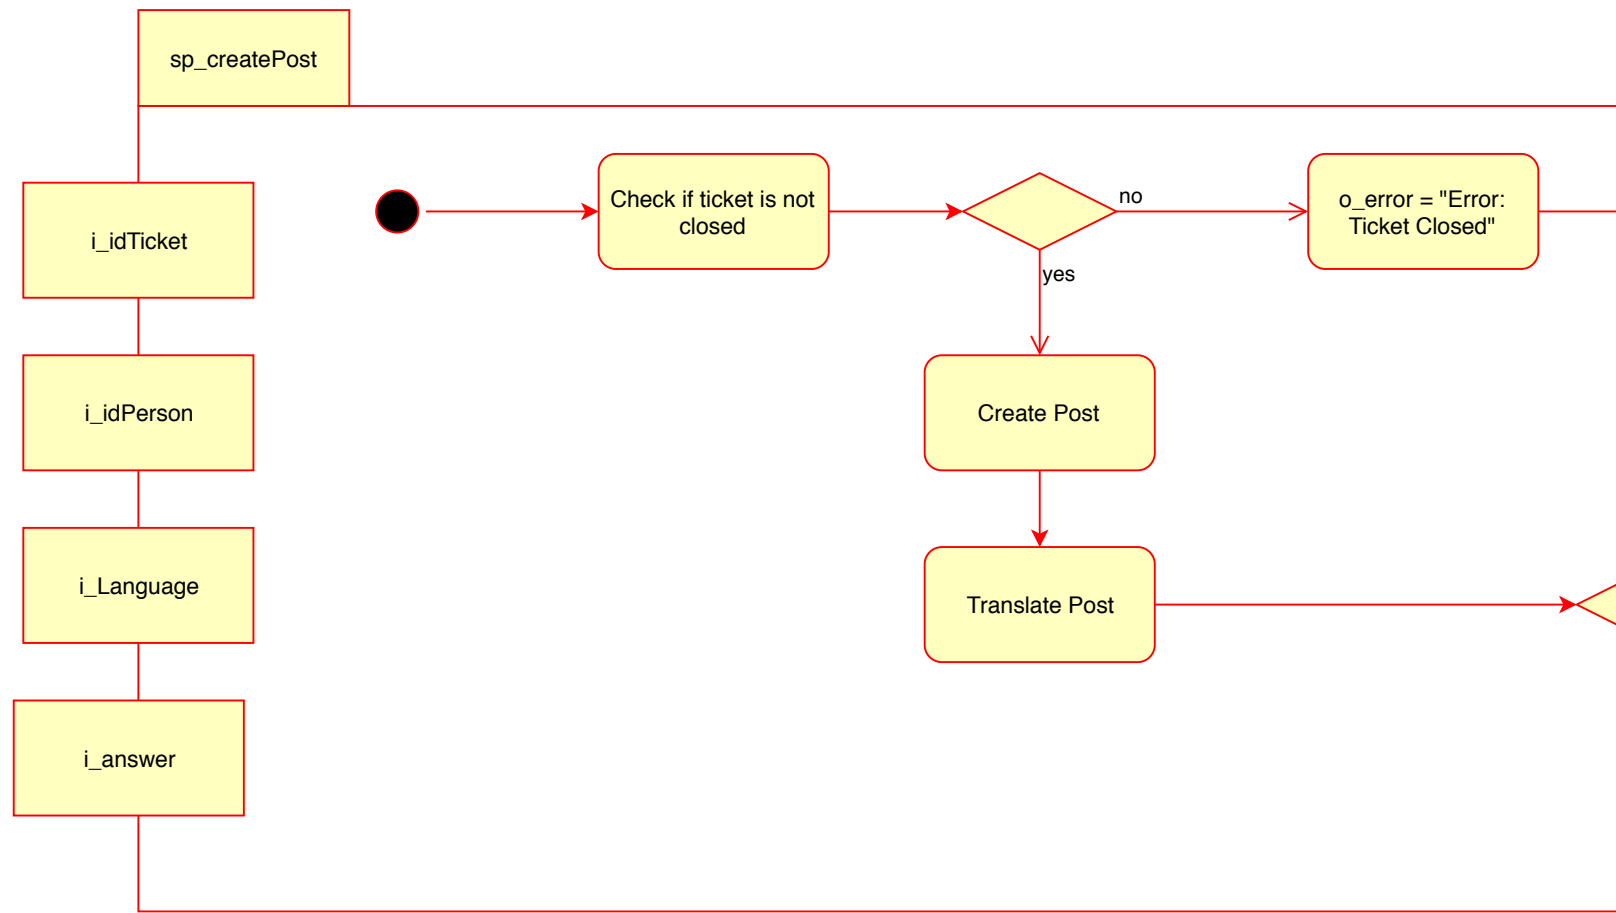 sp_createPost
i_idTicket
Check if ticket is not
closed
no
o_error = "Error:
Ticket Closed"
yes
i_idPerson
Create Post
i_Language
Translate Post
i_answer